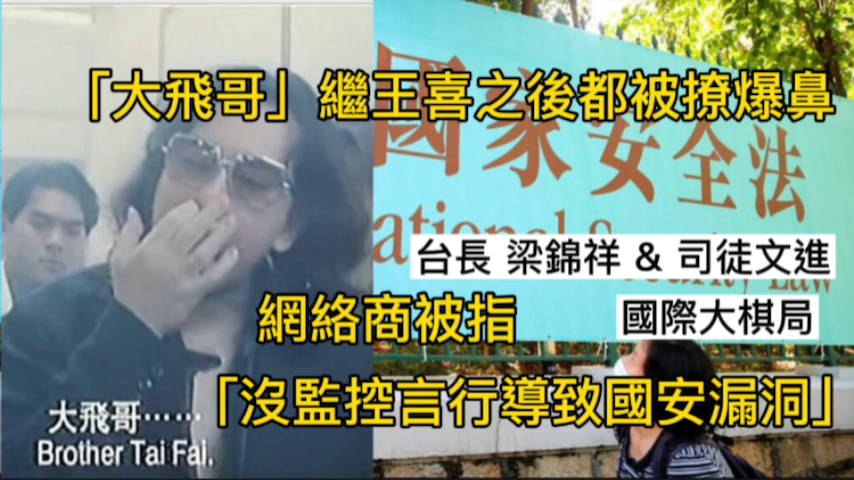 「大飛哥」繼王喜之後都被撩爆鼻
國家安全法
ational Security Law
台長 梁錦祥 & 司徒文進
國際大棋局
網絡商被指
「沒監控言行導致國安漏洞」
大飛哥……
Brother Tai Fai.